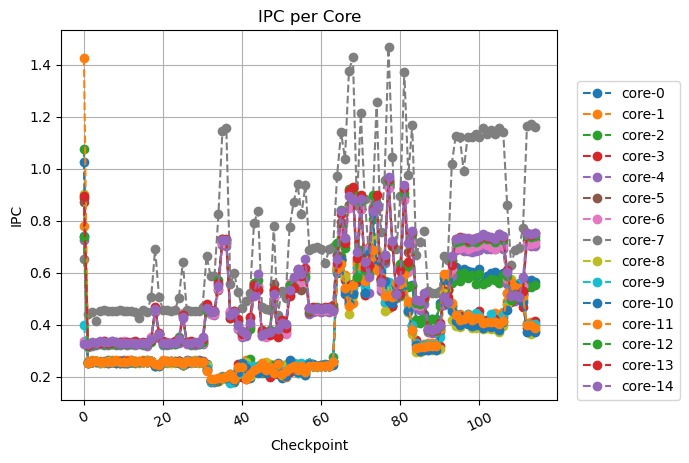 IPC per Core
IPC
1.4
1.2
1.0
0.8
0.6
0.4
0.2
0
20
40
60
80
100
Checkpoint
core-0
core-1
core-2
core-3
core-4
core-5
core-6
core-7
core-8
core-9
core-10
core-11
core-12
core-13
core-14